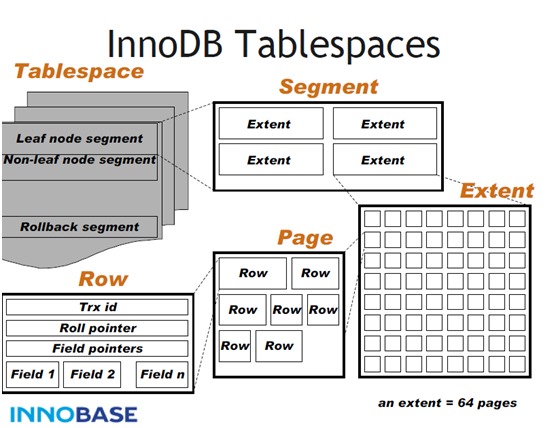 InnoDB Tablespaces
Tablespace
Leaf node segment
Non-leaf node segment
Rollback segment
Segment
Extent Extent
Extent Extent
Extent
an extent = 64 pages
Page
Row Row
Row Row Row
Row Row
Row
Trx id
Roll pointer
Field pointers
Field 1 Field 2 Field n
INNOBASE